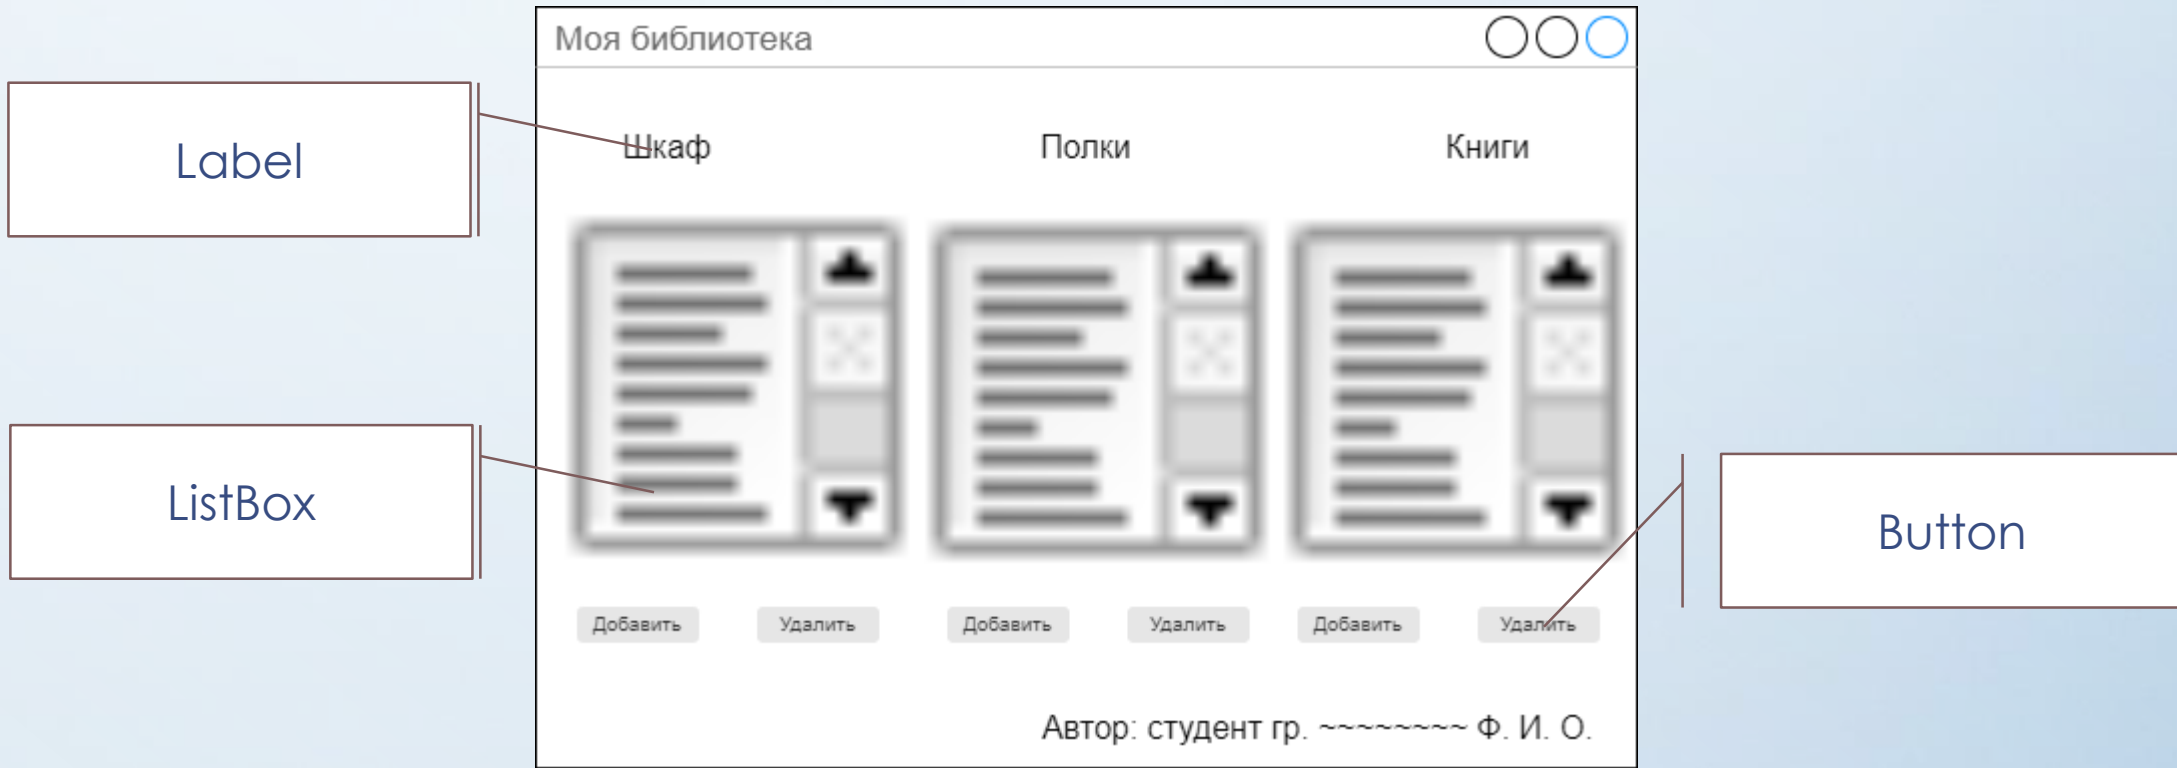 Моя библиотека
Label
Шкаф
Полки
Книги
ListBox
Button
Добавить
Удалить
Добавить
Удалить
Добавить
Удалить
Автор: студент гр. ~~~~~~~~ Ф. И. О.